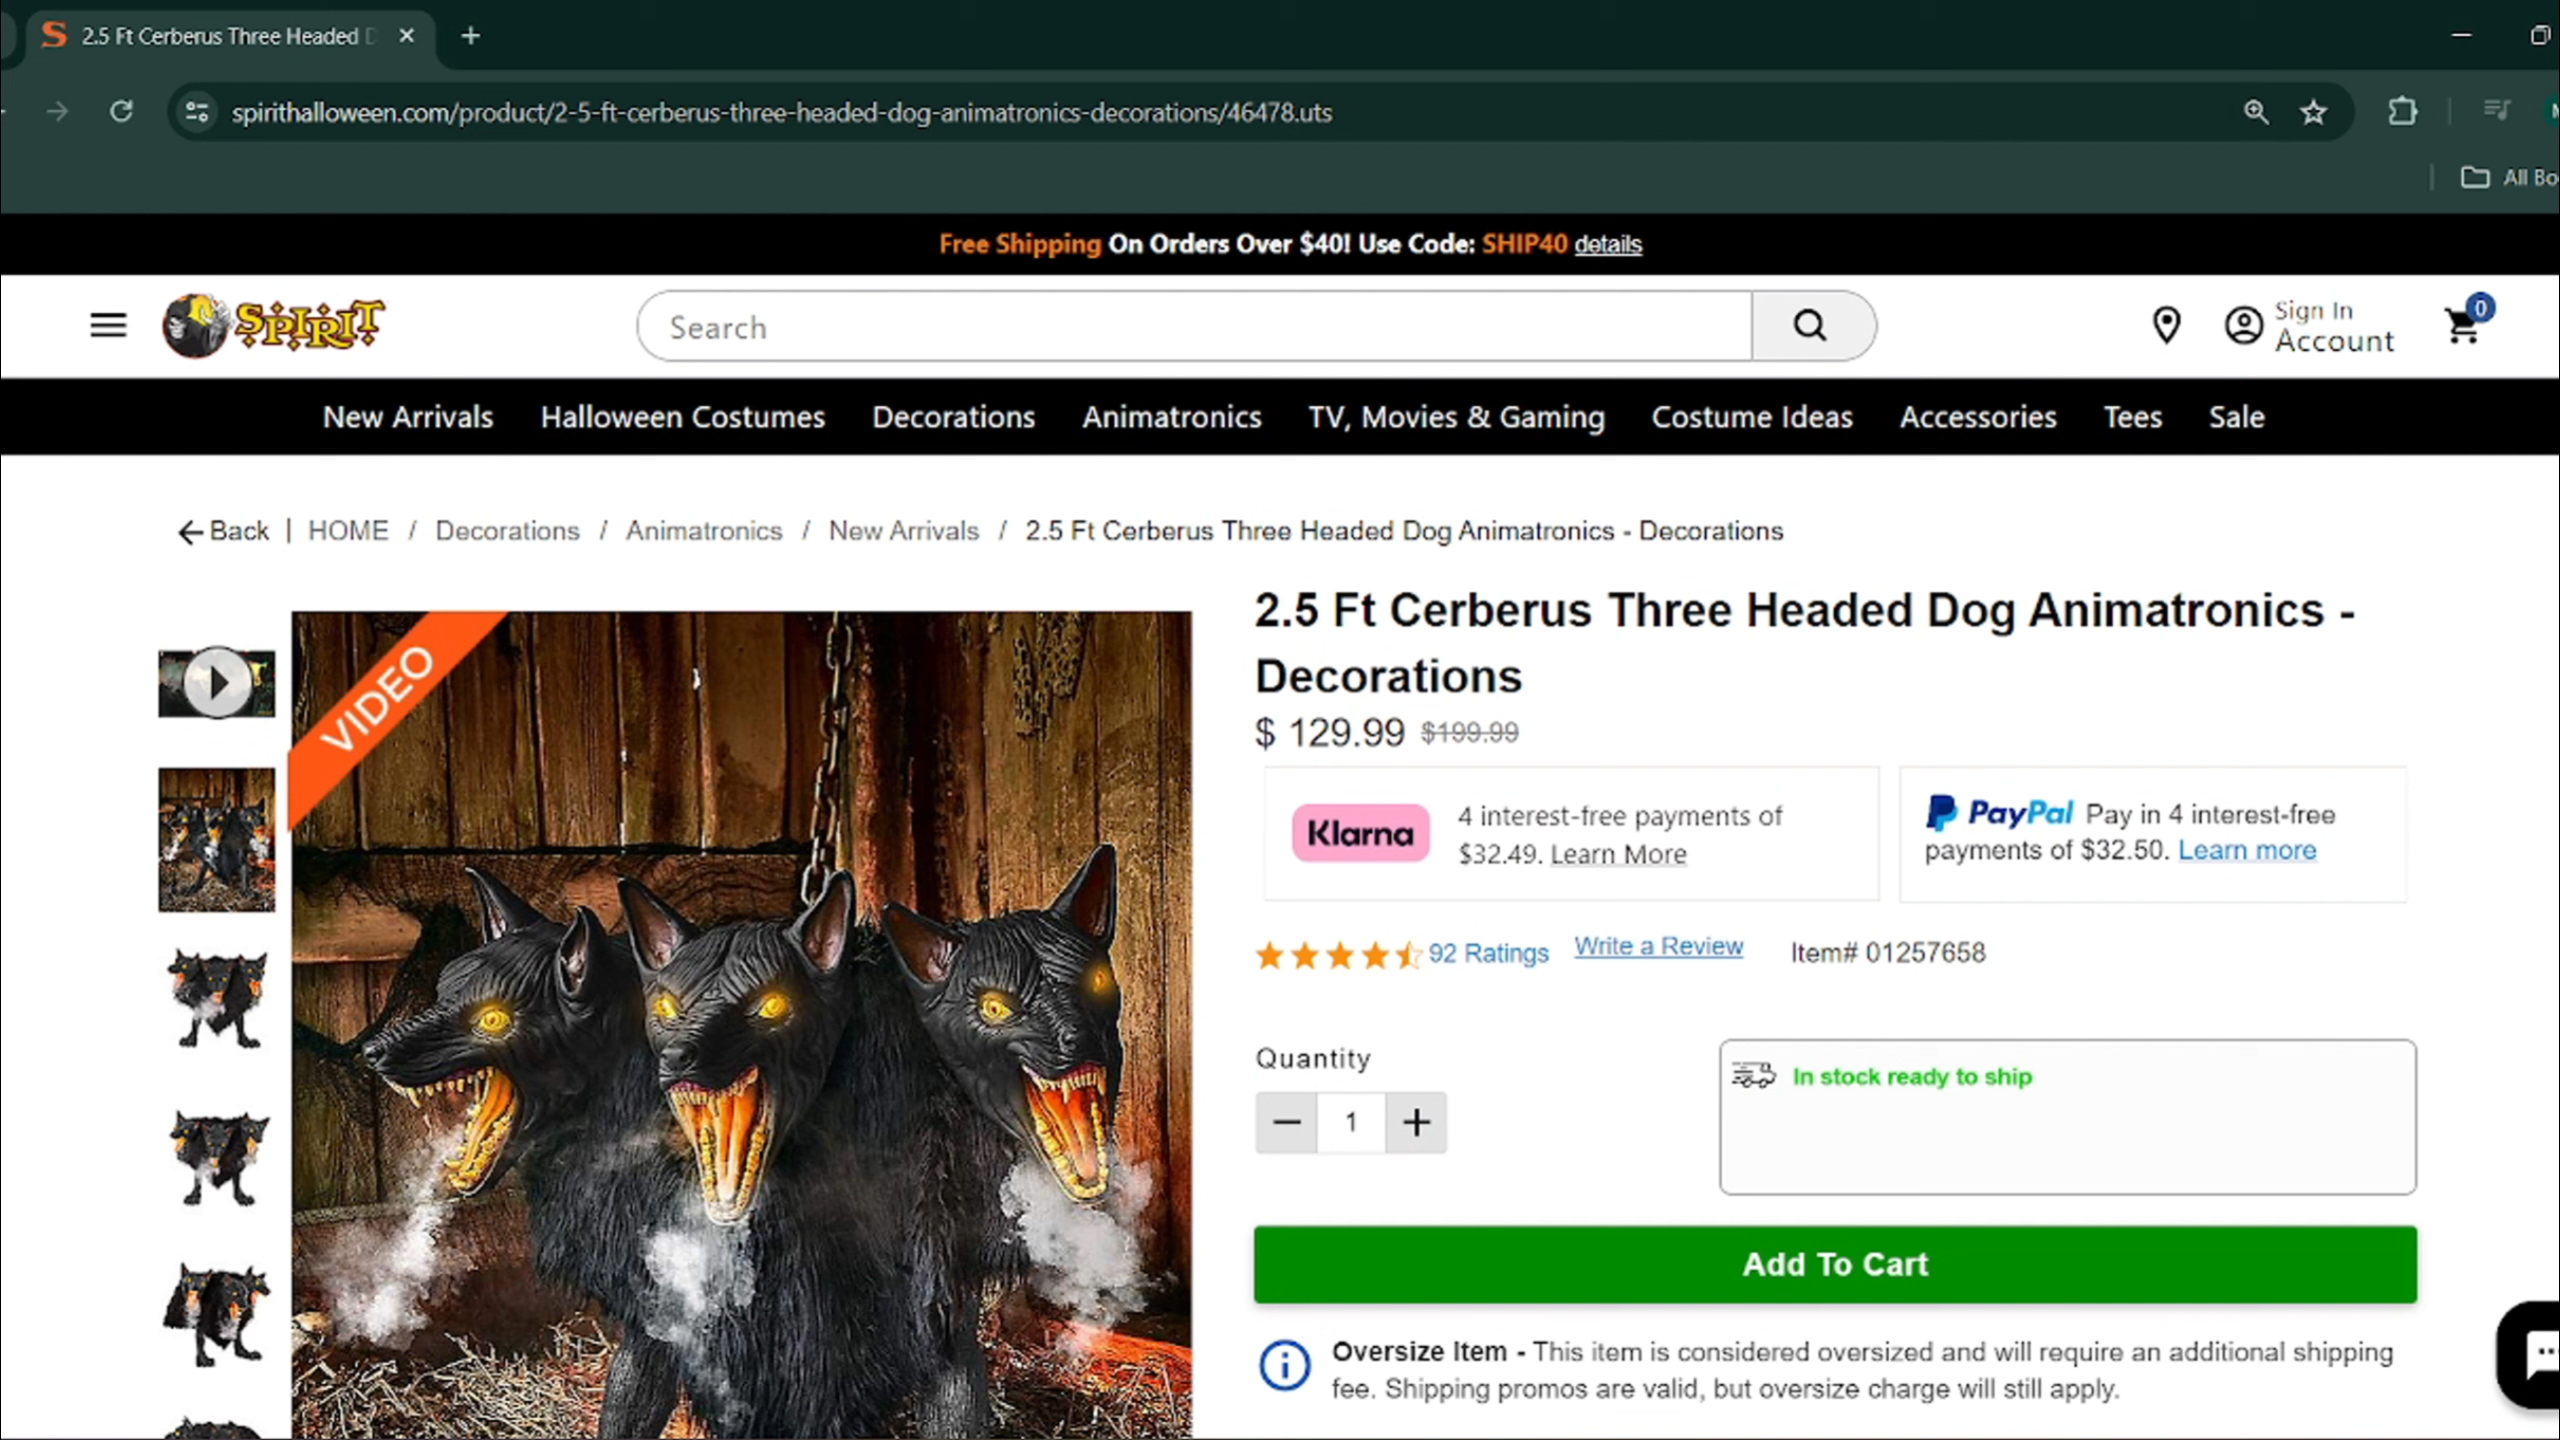 2.5 Ft Cerberus Three Headed D
spirithalloween.com/product/2-5-ft-cerberus-three-headed-dog-animatronics-decorations/46478.uts
All Bo
Free Shipping On Orders Over $40! Use Code: SHIP40 details
SPIRIT
Search
Sign In
Account
0
New Arrivals Halloween Costumes Decorations Animatronics TV, Movies & Gaming Costume Ideas Accessories Tees Sale
Back | HOME / Decorations / Animatronics / New Arrivals / 2.5 Ft Cerberus Three Headed Dog Animatronics - Decorations
VIDEO
2.5 Ft Cerberus Three Headed Dog Animatronics -
Decorations
$ 129.99 $199.99
Klarna
4 interest-free payments of
$32.49. Learn More
PayPal Pay in 4 interest-free
payments of $32.50. Learn more
92 Ratings Write a Review Item# 01257658
Quantity
1
In stock ready to ship
Add To Cart
Oversize Item - This item is considered oversized and will require an additional shipping
fee. Shipping promos are valid, but oversize charge will still apply.